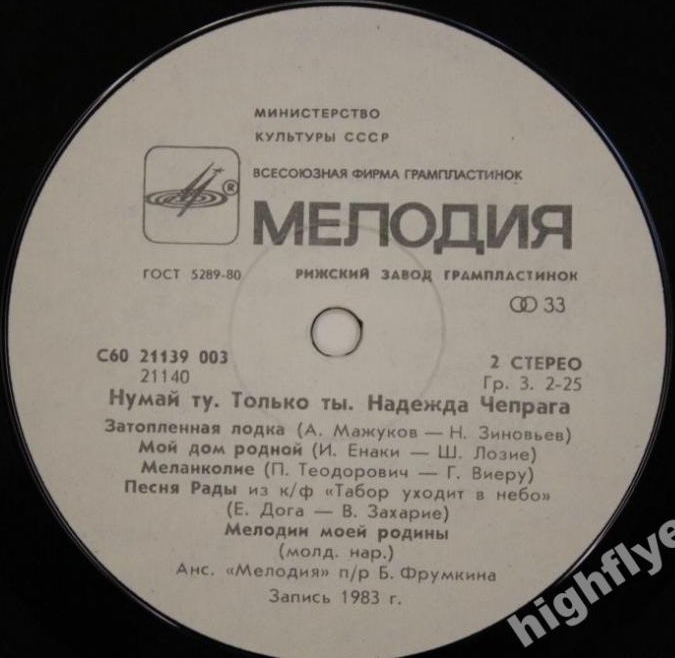 МИНИСТЕРСТВО
КУЛЬТУРЫ СССР
ВСЕСОЮЗНАЯ ФИРМА ГРАМПЛАСТИНОК
®
МЕЛОДИЯ
ГОСТ 5289-80 РИЖСКИЙ ЗАВОД ГРАМПЛАСТИНОК
33
С60 21139 003 2 СТЕРЕО
21140 Гр. 3. 2-25
Нумай ту. Только ты. Надежда Чепрага
Затопленная лодка (А. Мажуков — Н. Зиновьев)
Мой дом родной (И. Енаки — Ш. Лозие)
Меланколие (П. Теодорович — Г. Виеру)
Песня Рады из к/ф «Табор уходит в небо»
(Е. Дога — В. Захарие)
Мелодии моей родины
(молд. нар.)
Анс. «Мелодия» п/р Б. Фрумкина
Запись 1983 г.
highflye